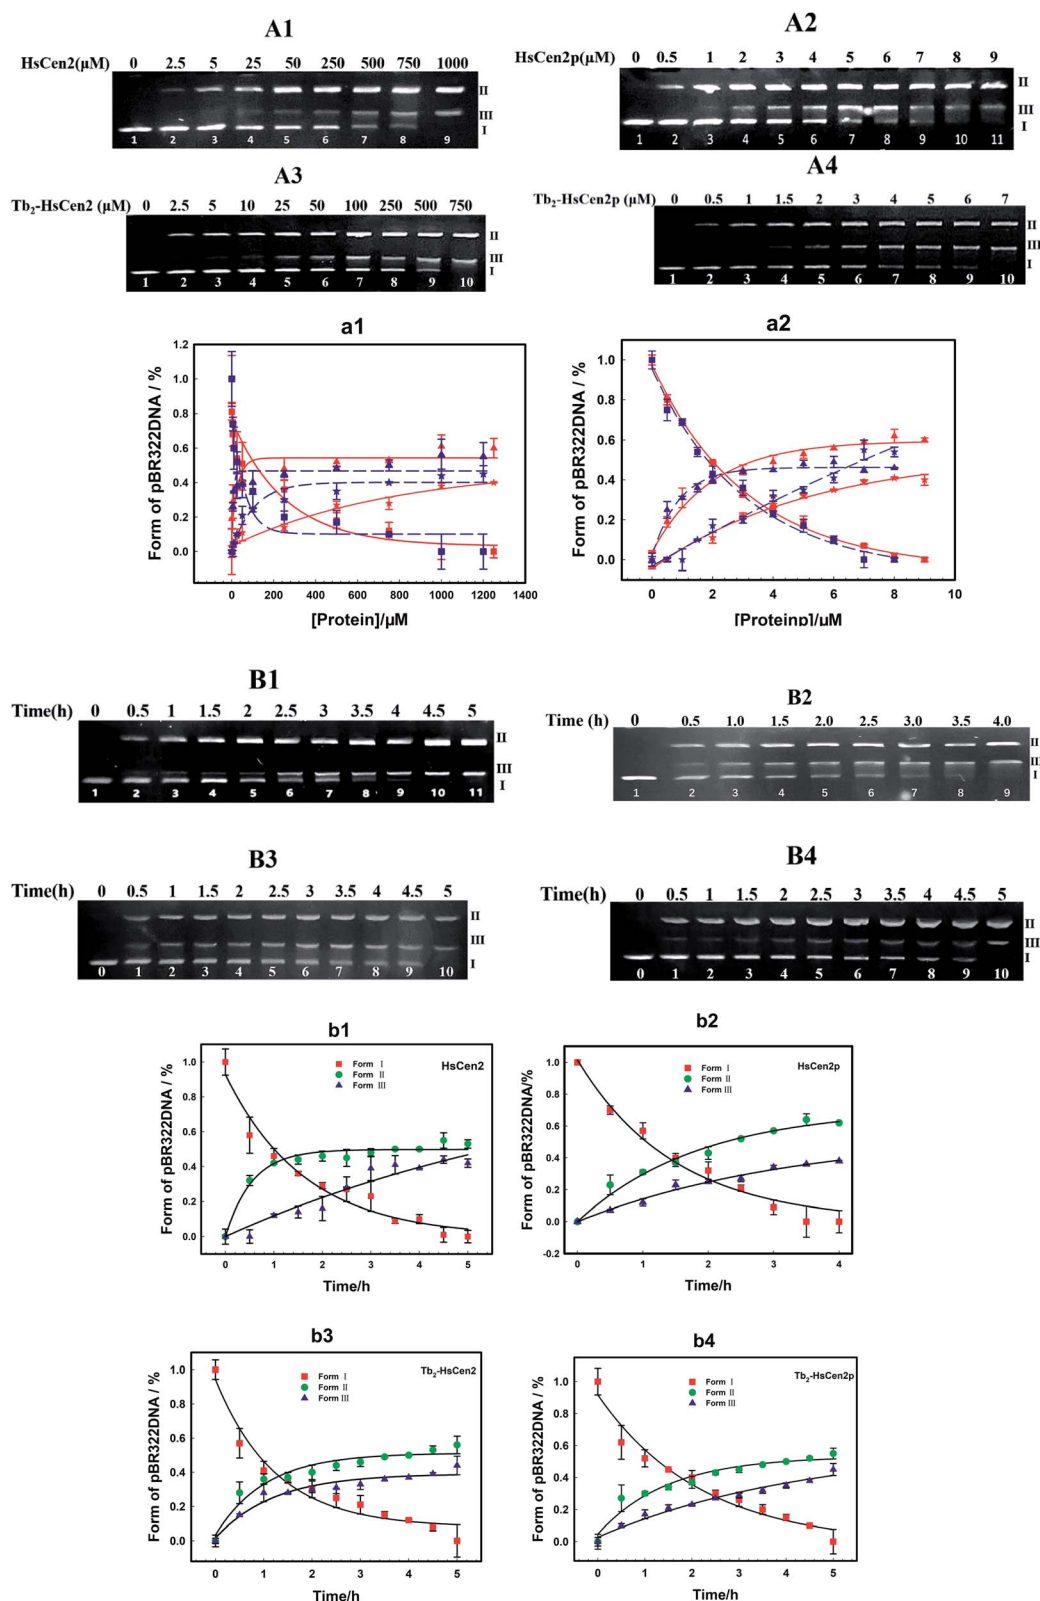 A1
HsCen2(μM) 0 2.5 5 25 50 250 500 750 1000
II
III
I
1 2 3 4 5 6 7 8 9
A2
HsCen2p(μM) 0 0.5 1 2 3 4 5 6 7 8 9
II
III
I
1 2 3 4 5 6 7 8 9 10 11
A3
Tb2-HsCen2 (μM) 0 2.5 5 10 25 50 100 250 500 750
II
III
I
1 2 3 4 5 6 7 8 9 10
A4
Tb2-HsCen2p (μM) 0 0.5 1 1.5 2 3 4 5 6 7
II
III
I
1 2 3 4 5 6 7 8 9 10
a1
Form of pBR322DNA / %
1.2
1.0
0.8
0.6
0.4
0.2
0.0
0 200 400 600 800 1000 1200 1400
[Protein]/μM
a2
Form of pBR322DNA / %
1.0
0.8
0.6
0.4
0.2
0.0
0 2 4 6 8 10
[Proteinp]/μM
B1
Time(h) 0 0.5 1 1.5 2 2.5 3 3.5 4 4.5 5
II
III
I
1 2 3 4 5 6 7 8 9 10 11
B2
Time (h) 0 0.5 1.0 1.5 2.0 2.5 3.0 3.5 4.0
II
III
I
1 2 3 4 5 6 7 8 9
B3
Time(h) 0 0.5 1 1.5 2 2.5 3 3.5 4 4.5 5
II
III
I
0 1 2 3 4 5 6 7 8 9 10
B4
Time(h) 0 0.5 1 1.5 2 2.5 3 3.5 4 4.5 5
II
III
I
0 1 2 3 4 5 6 7 8 9 10
b1
Form of pBR322DNA / %
1.0
0.8
0.6
0.4
0.2
0.0
Form I
Form II
Form III
HsCen2
0 1 2 3 4 5
Time/h
b2
Form of pBR322DNA/%
1.0
0.8
0.6
0.4
0.2
0.0
-0.2
Form I
Form II
Form III
HsCen2p
0 1 2 3 4
Time/h
b3
Form of pBR322DNA / %
1.0
0.8
0.6
0.4
0.2
0.0
Form I
Form II
Form III
Tb2-HsCen2
0 1 2 3 4 5
Time/h
b4
Form of pBR322DNA / %
1.0
0.8
0.6
0.4
0.2
0.0
Form I
Form II
Form III
Tb2-HsCen2p
0 1 2 3 4 5
Time/h